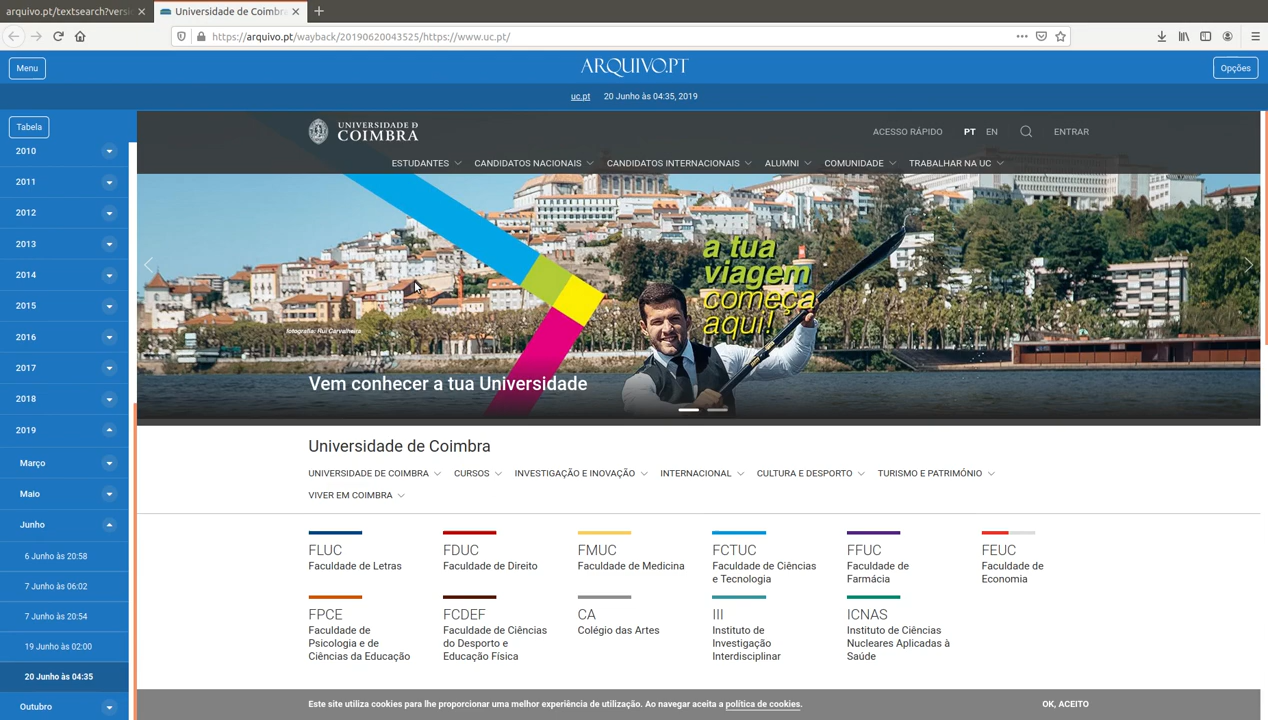 arquivo.pt/textsearch?versi
Universidade de Coimbra
https://arquivo.pt/wayback/20190620043525/https://www.uc.pt/
Menu
ARQUIVO.PT
Opções
uc.pt 20 Junho às 04:35, 2019
Tabela
2010
2011
2012
2013
2014
2015
2016
2017
2018
2019
Março
Maio
Junho
6 Junho às 20:58
7 Junho às 06:02
7 Junho às 20:54
19 Junho às 02:00
20 Junho às 04:35
Outubro
UNIVERSIDADE D
COIMBRA
ACESSO RÁPIDO PT EN ENTRAR
ESTUDANTES CANDIDATOS NACIONAIS CANDIDATOS INTERNACIONAIS ALUMNI COMUNIDADE TRABALHAR NA UC
a tua
viagem
começa
aqui!
fotografia: Rui Carvalheira
Vem conhecer a tua Universidade
Universidade de Coimbra
UNIVERSIDADE DE COIMBRA CURSOS INVESTIGAÇÃO E INOVAÇÃO INTERNACIONAL CULTURA E DESPORTO TURISMO E PATRIMÓNIO
VIVER EM COIMBRA
FLUC
Faculdade de Letras
FDUC
Faculdade de Direito
FMUC
Faculdade de Medicina
FCTUC
Faculdade de Ciências
e Tecnologia
FFUC
Faculdade de
Farmácia
FEUC
Faculdade de
Economia
FPCE
Faculdade de
Psicologia e de
Ciências da Educação
FCDEF
Faculdade de Ciências
do Desporto e
Educação Física
CA
Colégio das Artes
III
Instituto de
Investigação
Interdisciplinar
ICNAS
Instituto de Ciências
Nucleares Aplicadas à
Saúde
Este site utiliza cookies para lhe proporcionar uma melhor experiência de utilização. Ao navegar aceita a política de cookies.
OK, ACEITO